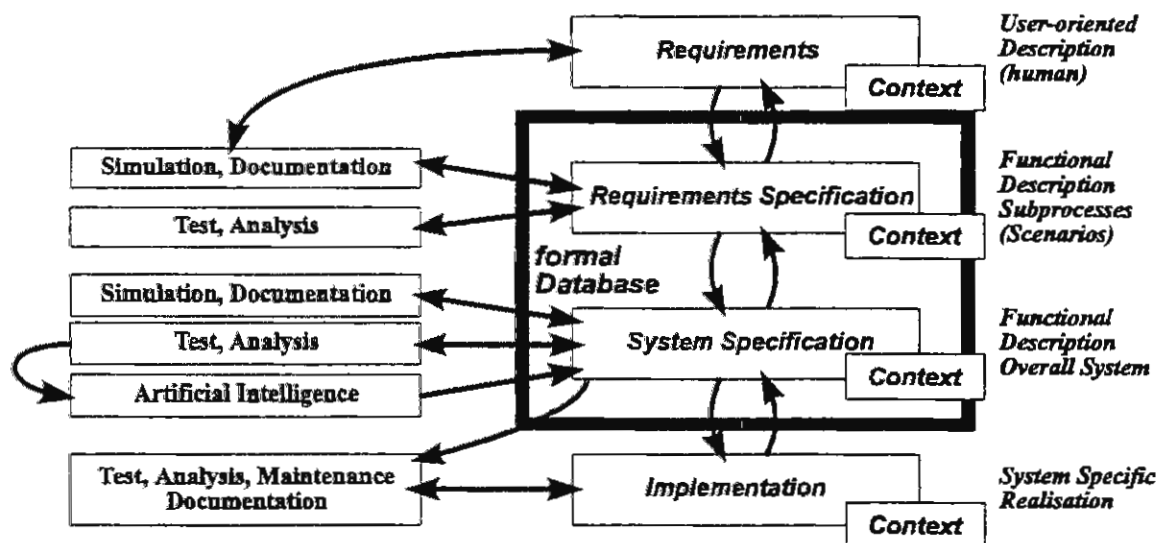 Requirements
Context
User-oriented
Description
(human)
Simulation, Documentation
Test, Analysis
Requirements Specification
Context
Functional
Description
Subprocesses
(Scenarios)
formal
Database
Simulation, Documentation
Test, Analysis
Artificial Intelligence
System Specification
Context
Functional
Description
Overall System
Test, Analysis, Maintenance
Documentation
Implementation
Context
System Specific
Realisation